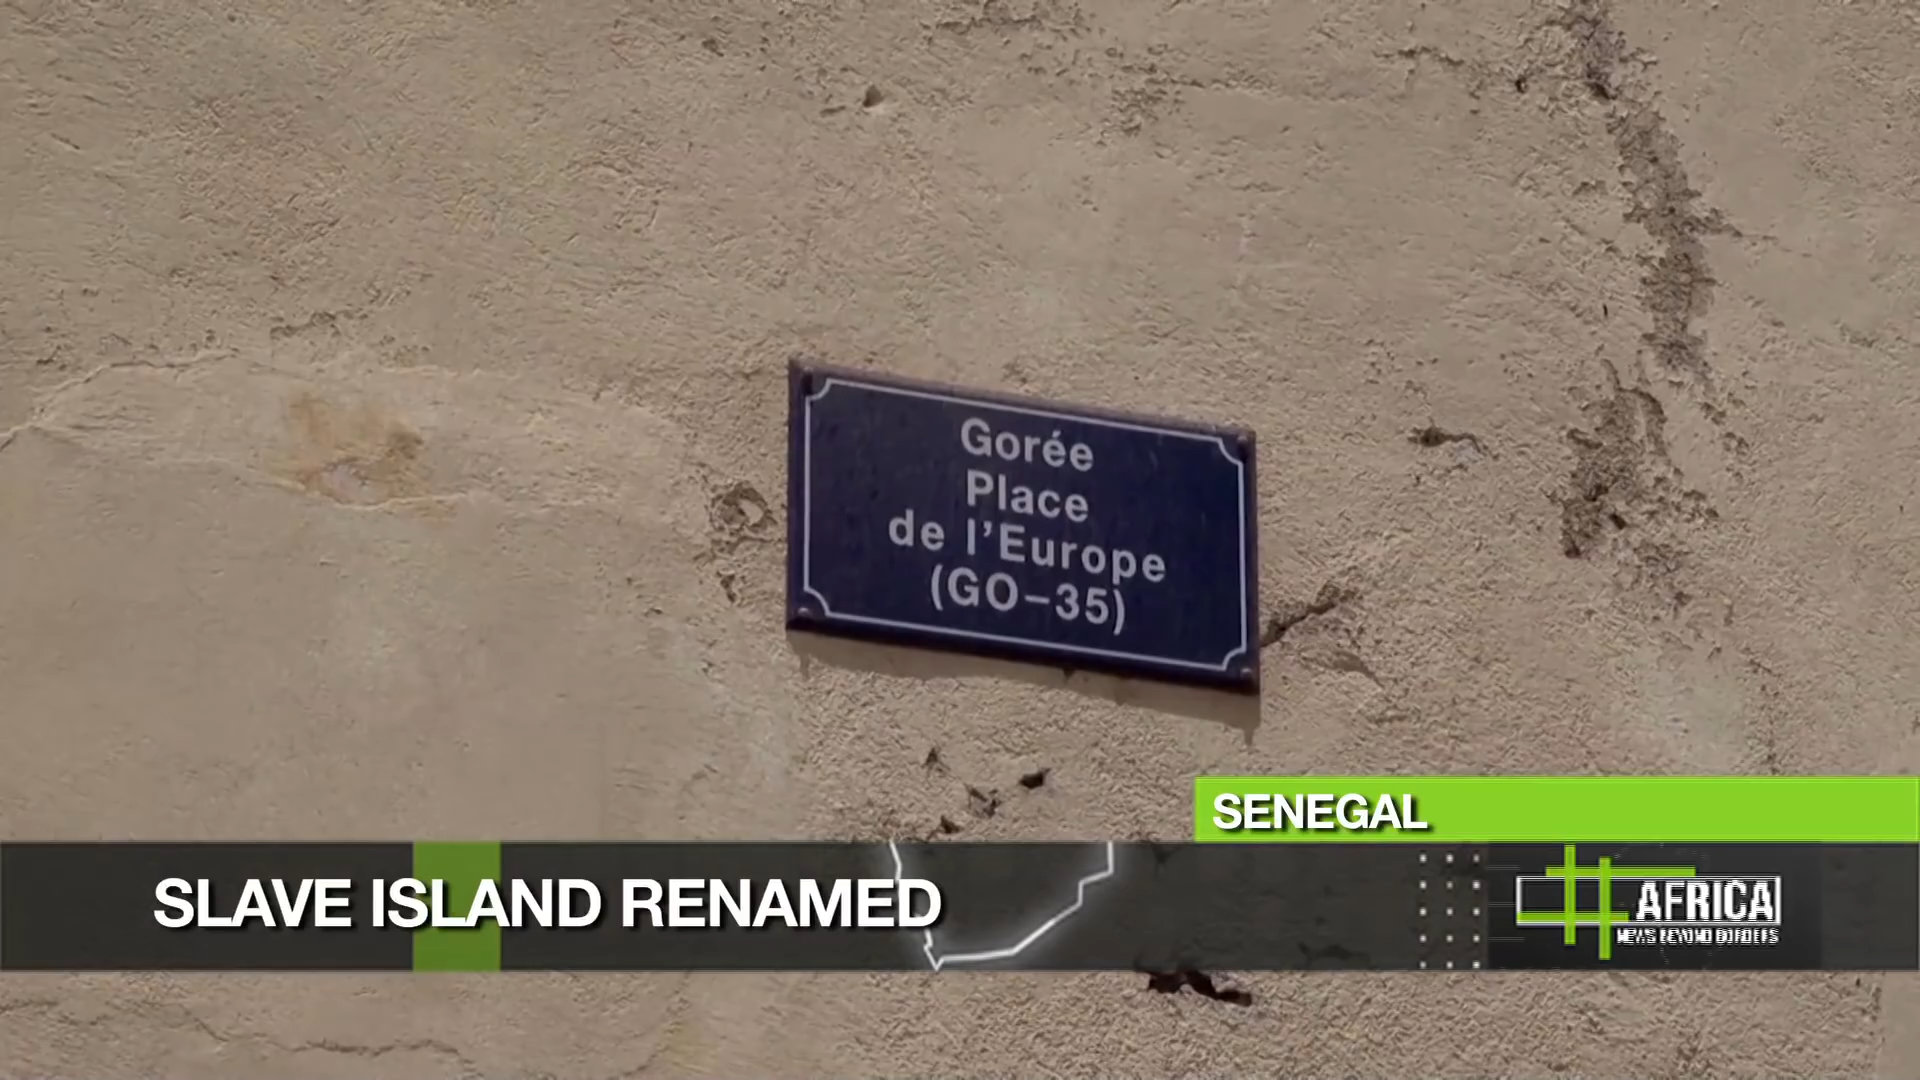 Gorée
Place
de l'Europe
(GO-35)
SENEGAL
SLAVE ISLAND RENAMED
AFRICA
NEWS BEYOND BORDERS